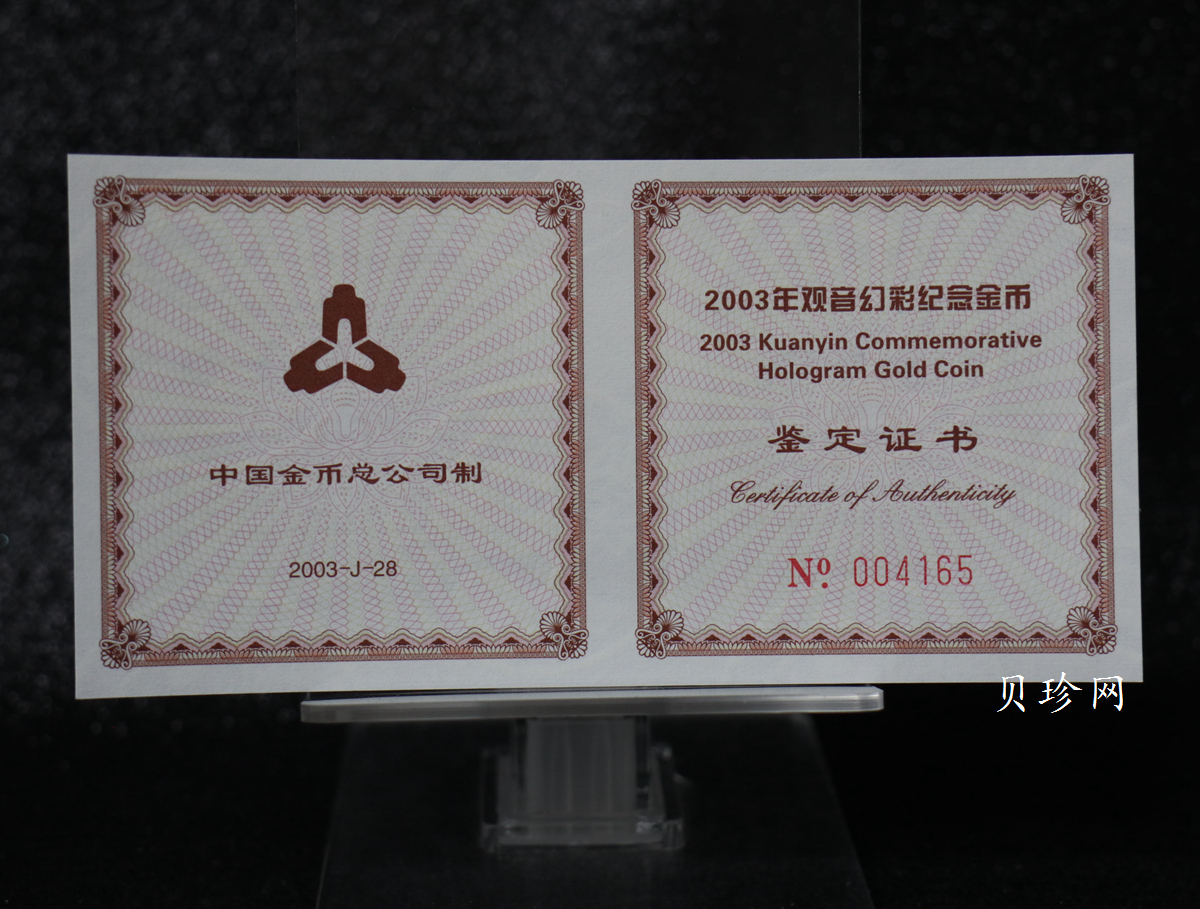 中国金币总公司制
2003-J-28
2003年观音幻彩纪念金币
2003 Kuanyin Commemorative
Hologram Gold Coin
鉴定证书
Certificate of Authenticity
Nº 004165
贝珍网